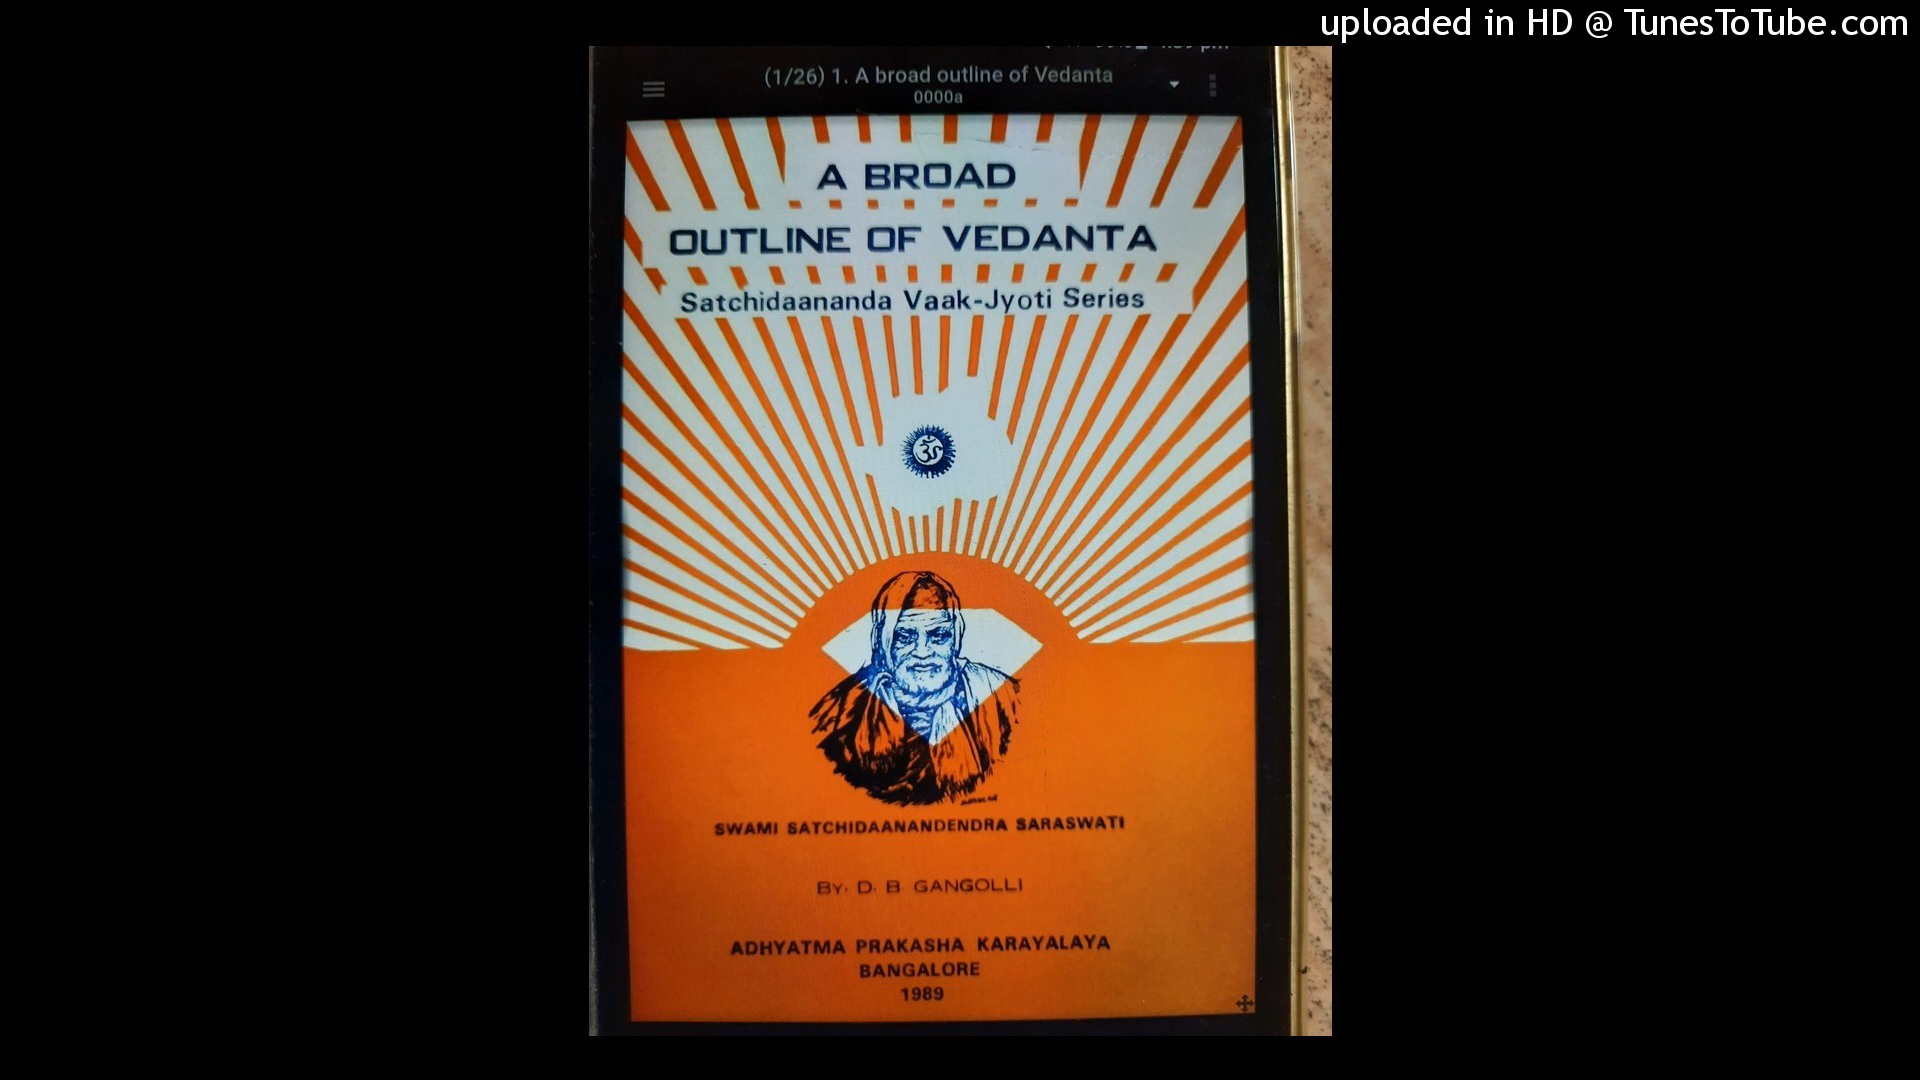 uploaded in HD @ TunesToTube.com
(1/26) 1. A broad outline of Vedanta
0000a
A BROAD
OUTLINE OF VEDANTA
Satchidaananda Vaak-Jyoti Series
ॐ
SWAMI SATCHIDAANANDENDRA SARASWATI
BY: D. B. GANGOLLI
ADHYATMA PRAKASHA KARAYALAYA
BANGALORE
1989